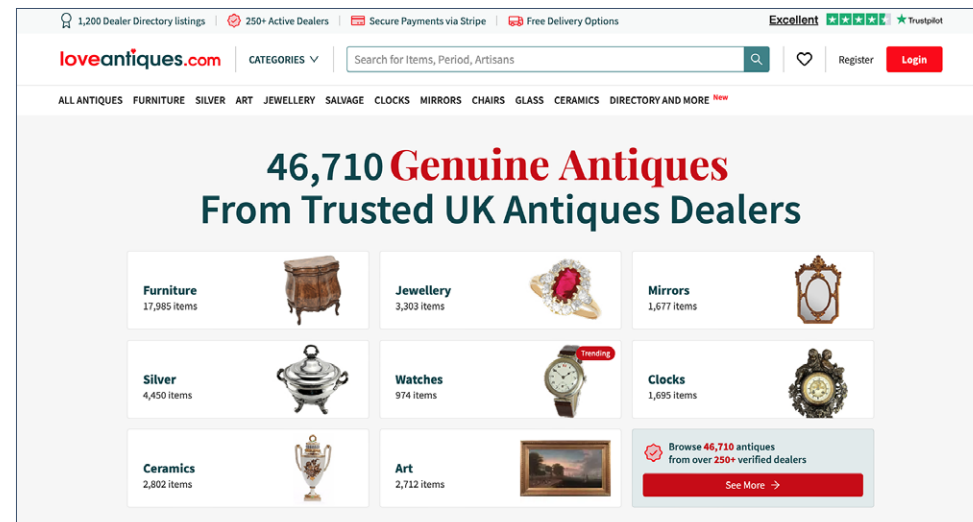 1,200 Dealer Directory listings
250+ Active Dealers
Secure Payments via Stripe
Free Delivery Options
Excellent
Trustpilot
loveantiques.com
CATEGORIES
Search for Items, Period, Artisans
Register
Login
ALL ANTIQUES FURNITURE SILVER ART JEWELLERY SALVAGE CLOCKS MIRRORS CHAIRS GLASS CERAMICS DIRECTORY AND MORE New
46,710 Genuine Antiques
From Trusted UK Antiques Dealers
Furniture
17,985 items
Jewellery
3,303 items
Mirrors
1,677 items
Silver
4,450 items
Trending
Watches
974 items
Clocks
1,695 items
Ceramics
2,802 items
Art
2,712 items
Browse 46,710 antiques
from over 250+ verified dealers
See More →